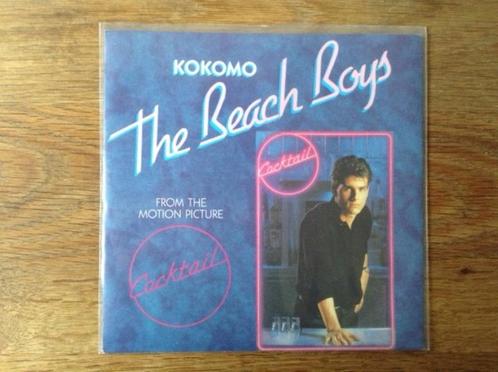 KOKOMO
The Beach Boys
Cocktail
FROM THE
MOTION PICTURE
Cocktail